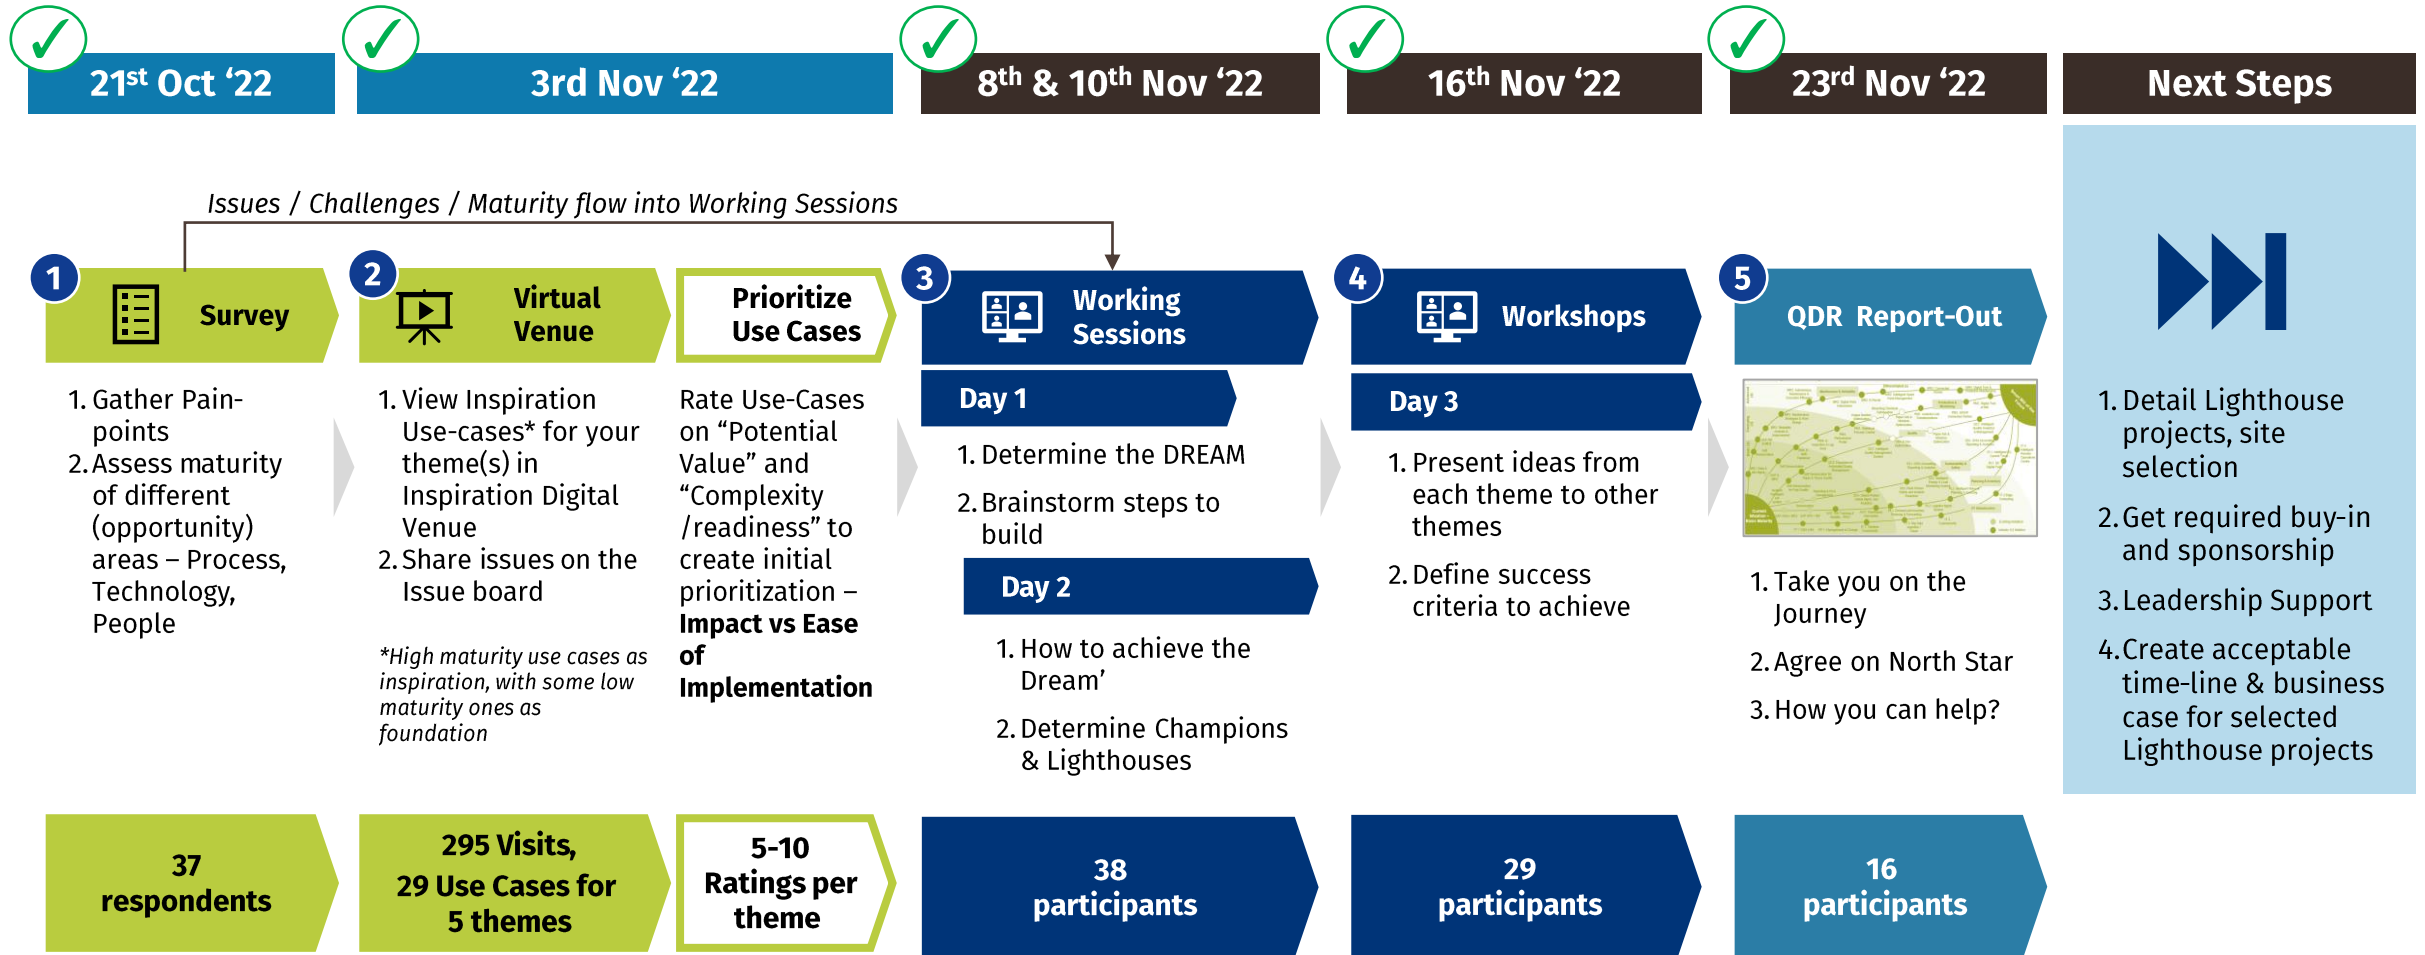 21st Oct ‘22
3rd Nov ‘22
8th & 10th Nov ‘22
16th Nov ‘22
23rd Nov ‘22
Next Steps
Issues / Challenges / Maturity flow into Working Sessions
1
Survey
1. Gather Pain-
points
2. Assess maturity
of different
(opportunity)
areas – Process,
Technology,
People
37
respondents
2
Virtual
Venue
1. View Inspiration
Use-cases* for your
theme(s) in
Inspiration Digital
Venue
2. Share issues on the
Issue board
*High maturity use cases as
inspiration, with some low
maturity ones as
foundation
295 Visits,
29 Use Cases for
5 themes
Prioritize
Use Cases
Rate Use-Cases
on “Potential
Value” and
“Complexity
/readiness” to
create initial
prioritization –
Impact vs Ease
of
Implementation
5-10
Ratings per
theme
3
Working
Sessions
Day 1
1. Determine the DREAM
2. Brainstorm steps to
build
Day 2
1. How to achieve the
Dream’
2. Determine Champions
& Lighthouses
38
participants
4
Workshops
Day 3
1. Present ideas from
each theme to other
themes
2. Define success
criteria to achieve
29
participants
5
QDR Report-Out
1. Take you on the
Journey
2. Agree on North Star
3. How you can help?
16
participants
1. Detail Lighthouse
projects, site
selection
2. Get required buy-in
and sponsorship
3. Leadership Support
4. Create acceptable
time-line & business
case for selected
Lighthouse projects